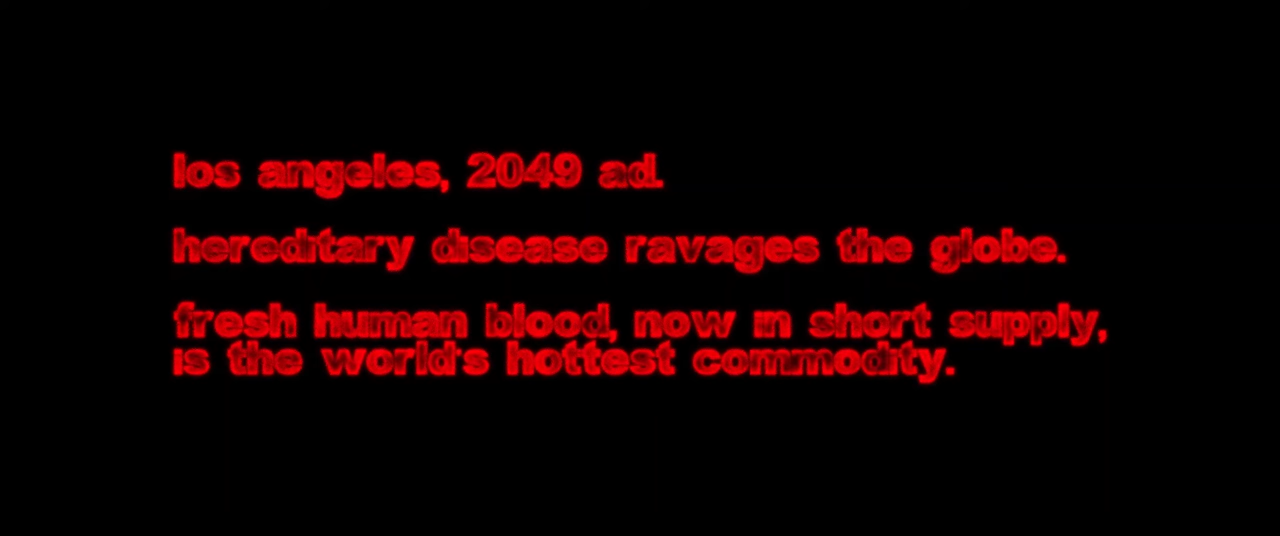 los angeles, 2049 ad.
hereditary disease ravages the globe.
fresh human blood, now in short supply,
is the world's hottest commodity.